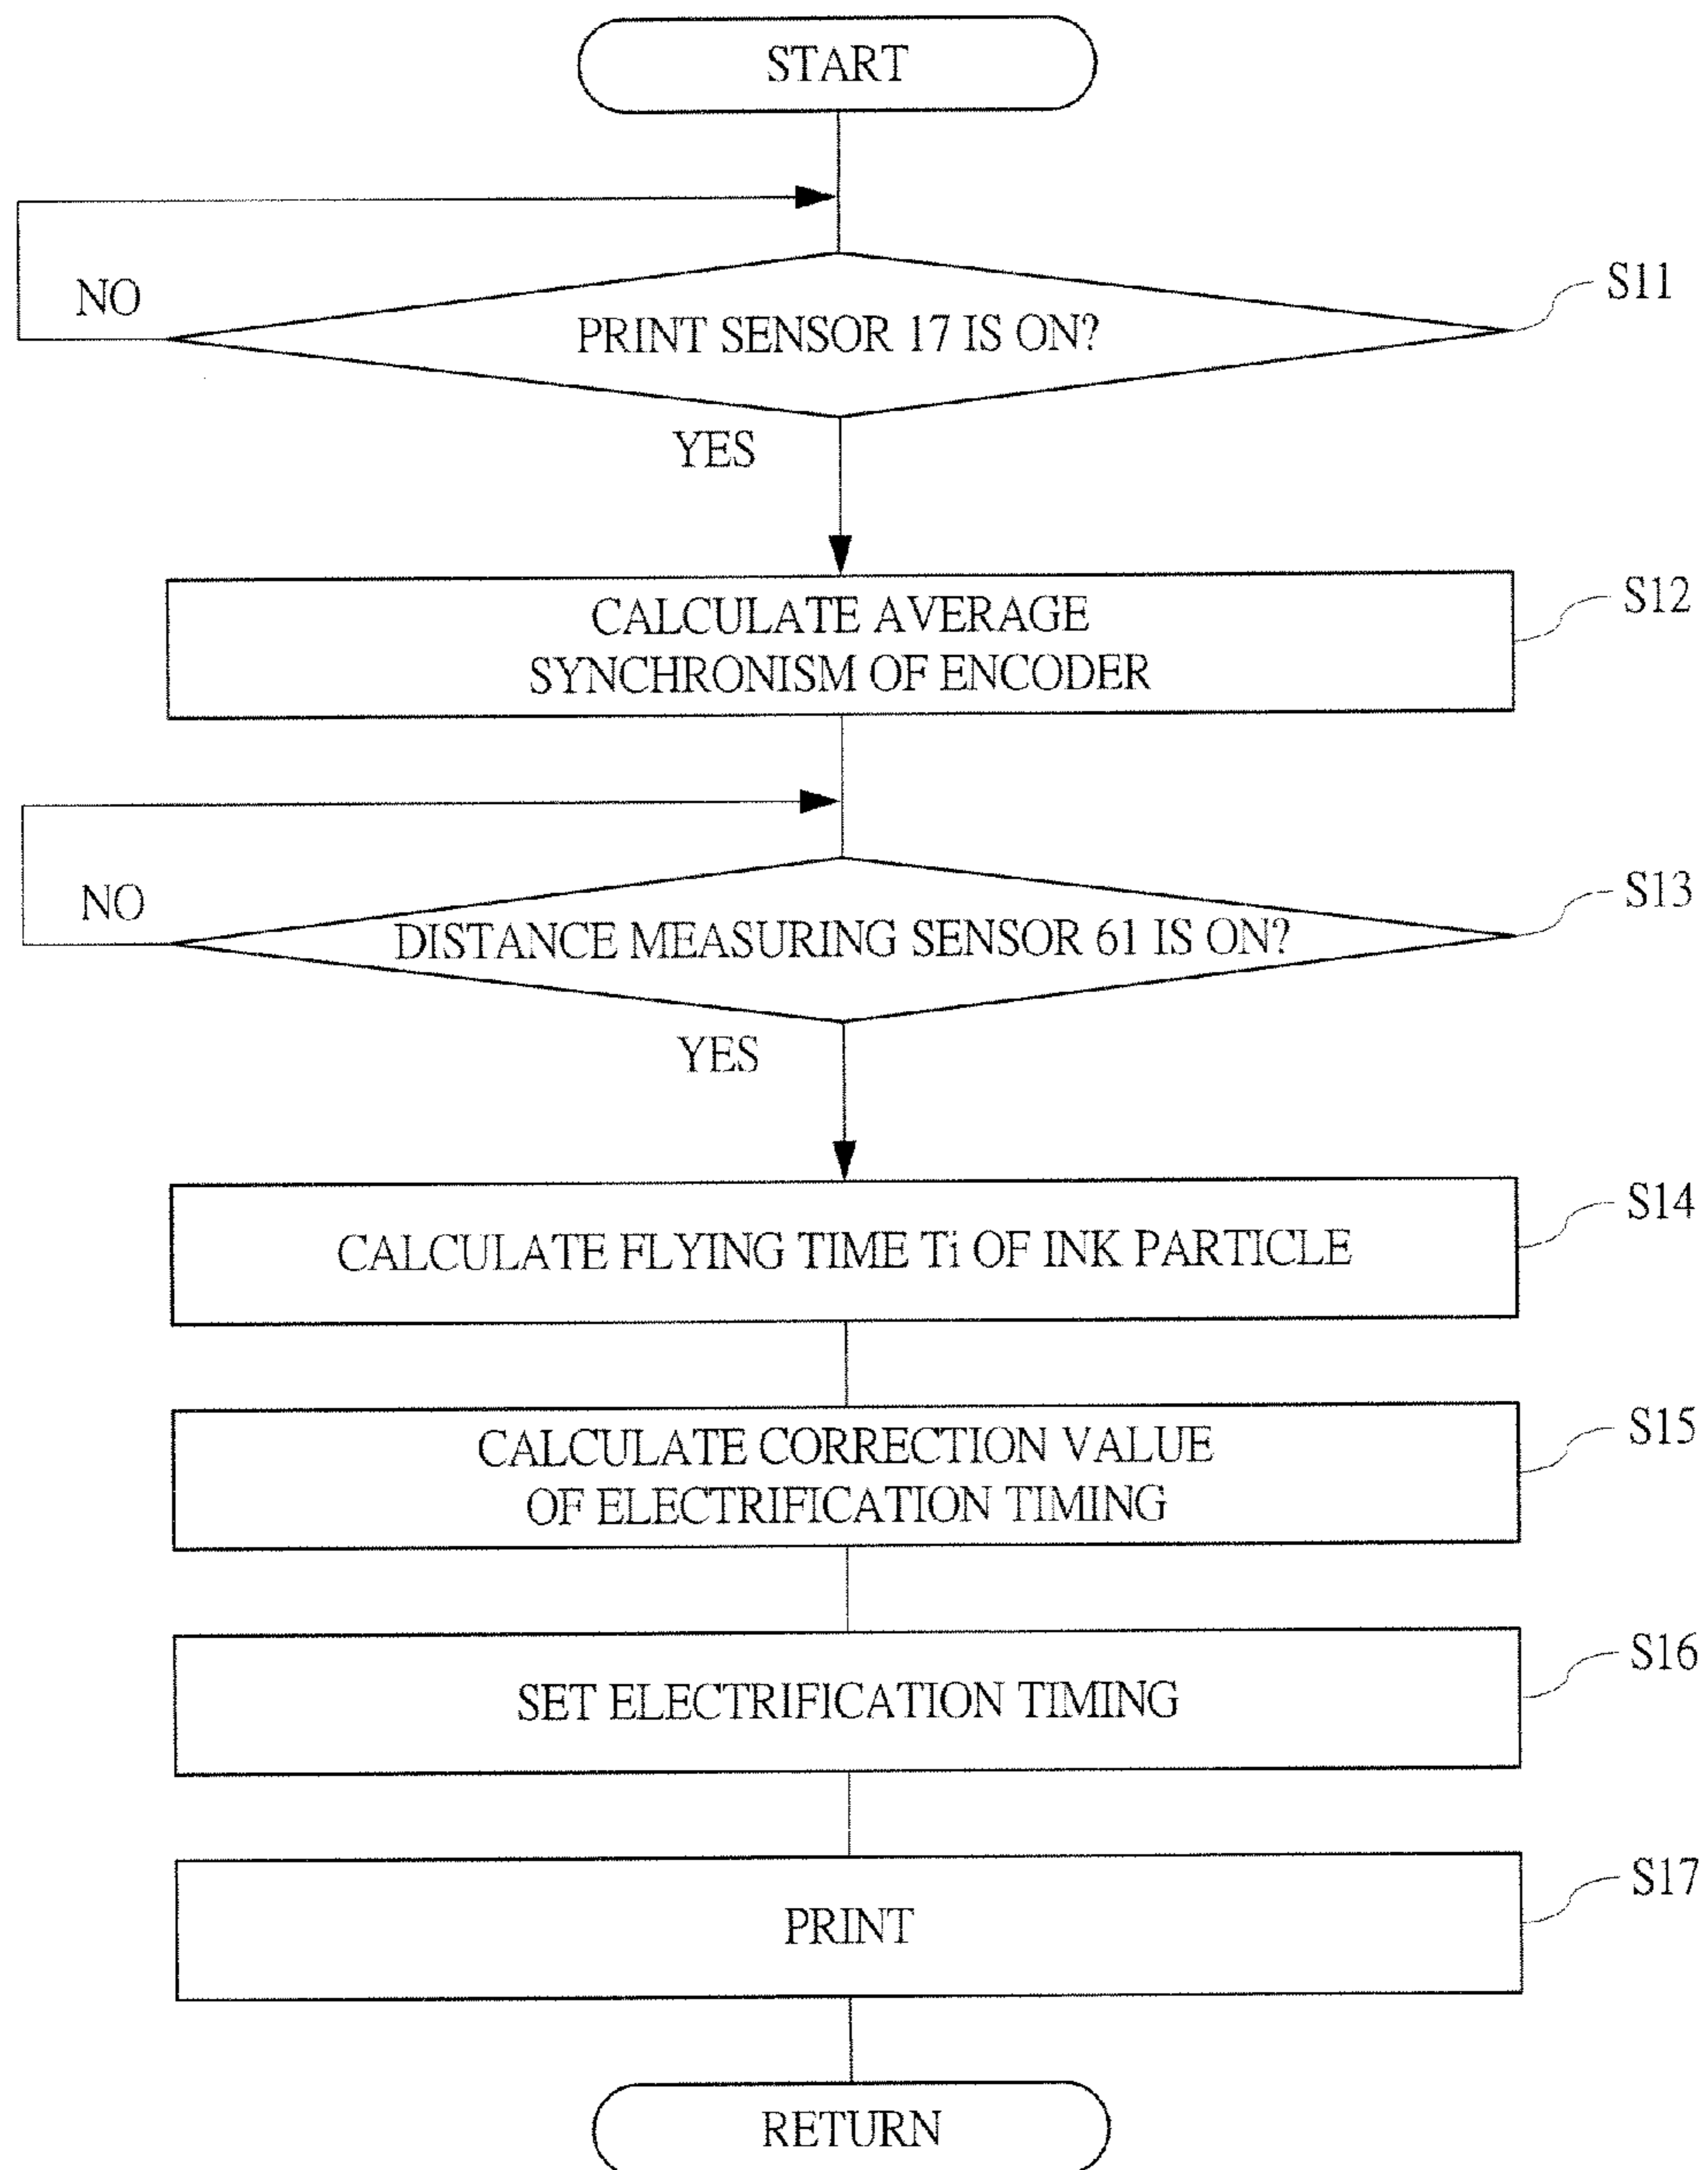 START
NO
S11
PRINT SENSOR 17 IS ON?
YES
S12
CALCULATE AVERAGE
SYNCHRONISM OF ENCODER
NO
S13
DISTANCE MEASURING SENSOR 61 IS ON?
YES
S14
CALCULATE FLYING TIME Ti OF INK PARTICLE
S15
CALCULATE CORRECTION VALUE
OF ELECTRIFICATION TIMING
S16
SET ELECTRIFICATION TIMING
S17
PRINT
RETURN